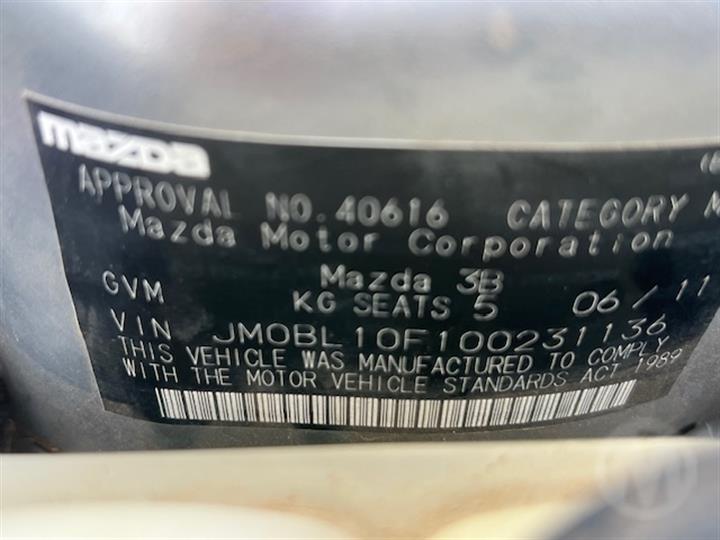 mazda
APPROVAL NO. 40616 CATEGORY
Mazda Motor Corporation
Mazda 3B
GVM KG SEATS 5 06/11
VIN JM0BL10F100231136
THIS VEHICLE WAS MANUFACTURED TO COMPLY
WITH THE MOTOR VEHICLE STANDARDS ACT 1989
M